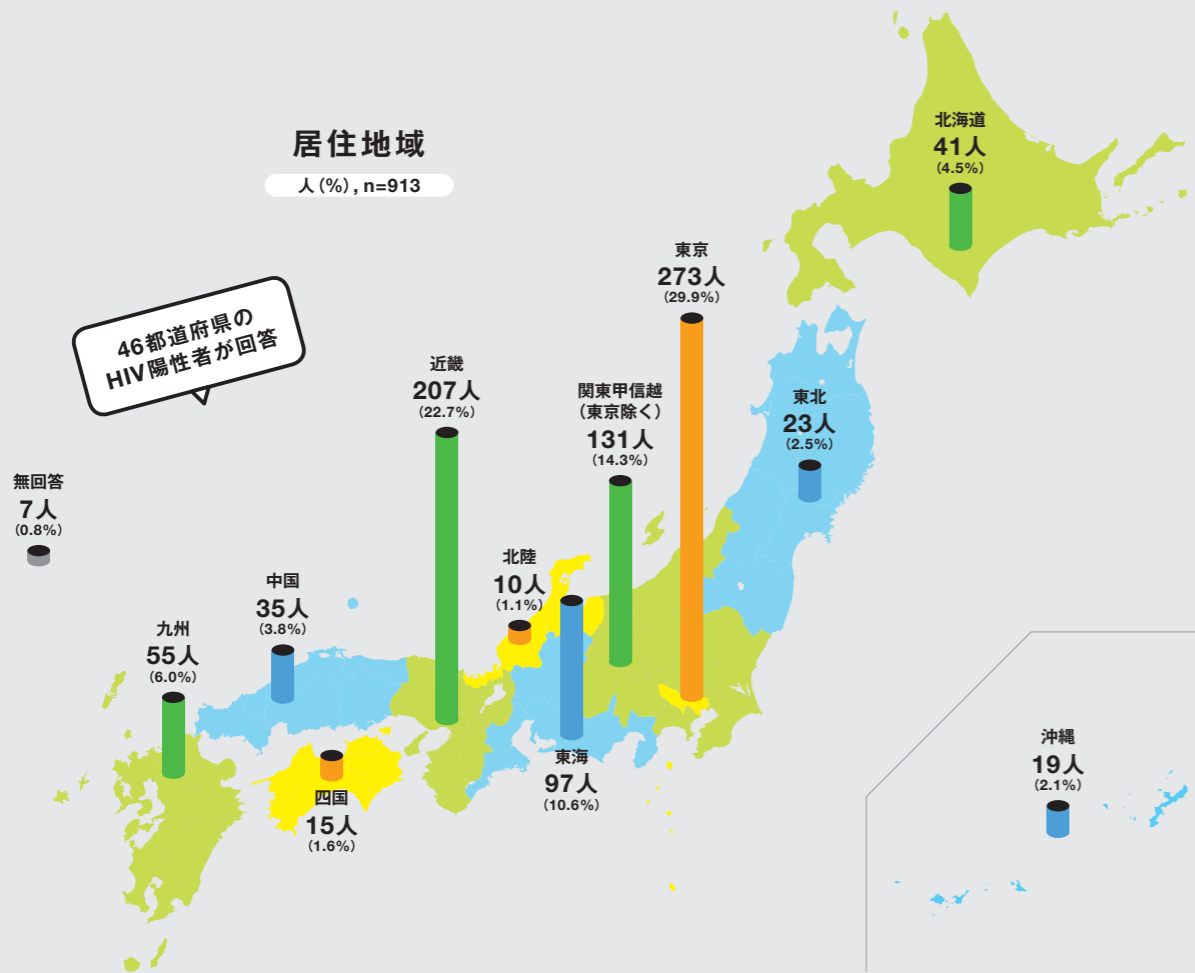 居住地域
人(%), n=913
46都道府県の
HIV陽性者が回答
北海道
41人
(4.5%)
東京
273人
(29.9%)
近畿
207人
(22.7%)
関東甲信越
(東京除く)
131人
(14.3%)
東北
23人
(2.5%)
無回答
7人
(0.8%)
北陸
10人
(1.1%)
中国
35人
(3.8%)
九州
55人
(6.0%)
東海
97人
(10.6%)
四国
15人
(1.6%)
沖縄
19人
(2.1%)